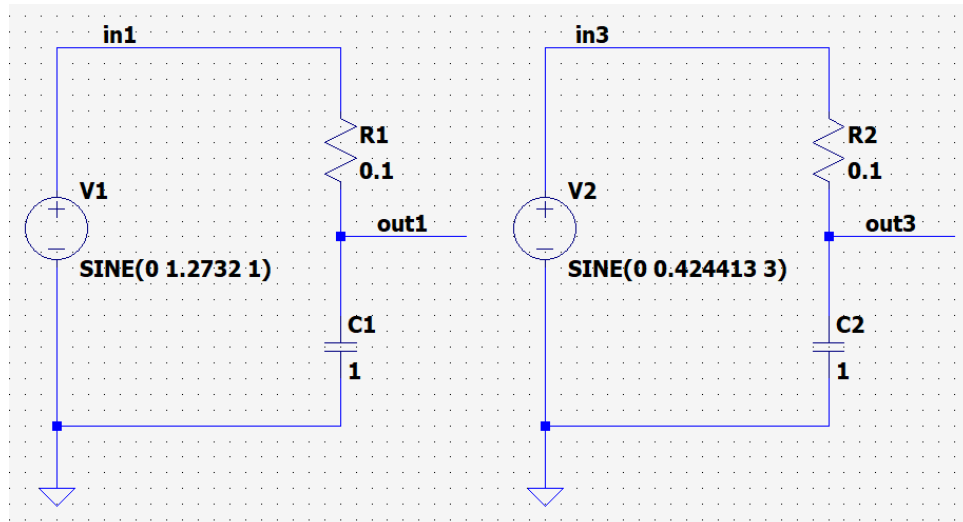 in1
R1
0.1
V1
out1
SINE(0 1.2732 1)
C1
1
in3
R2
0.1
V2
out3
SINE(0 0.424413 3)
C2
1